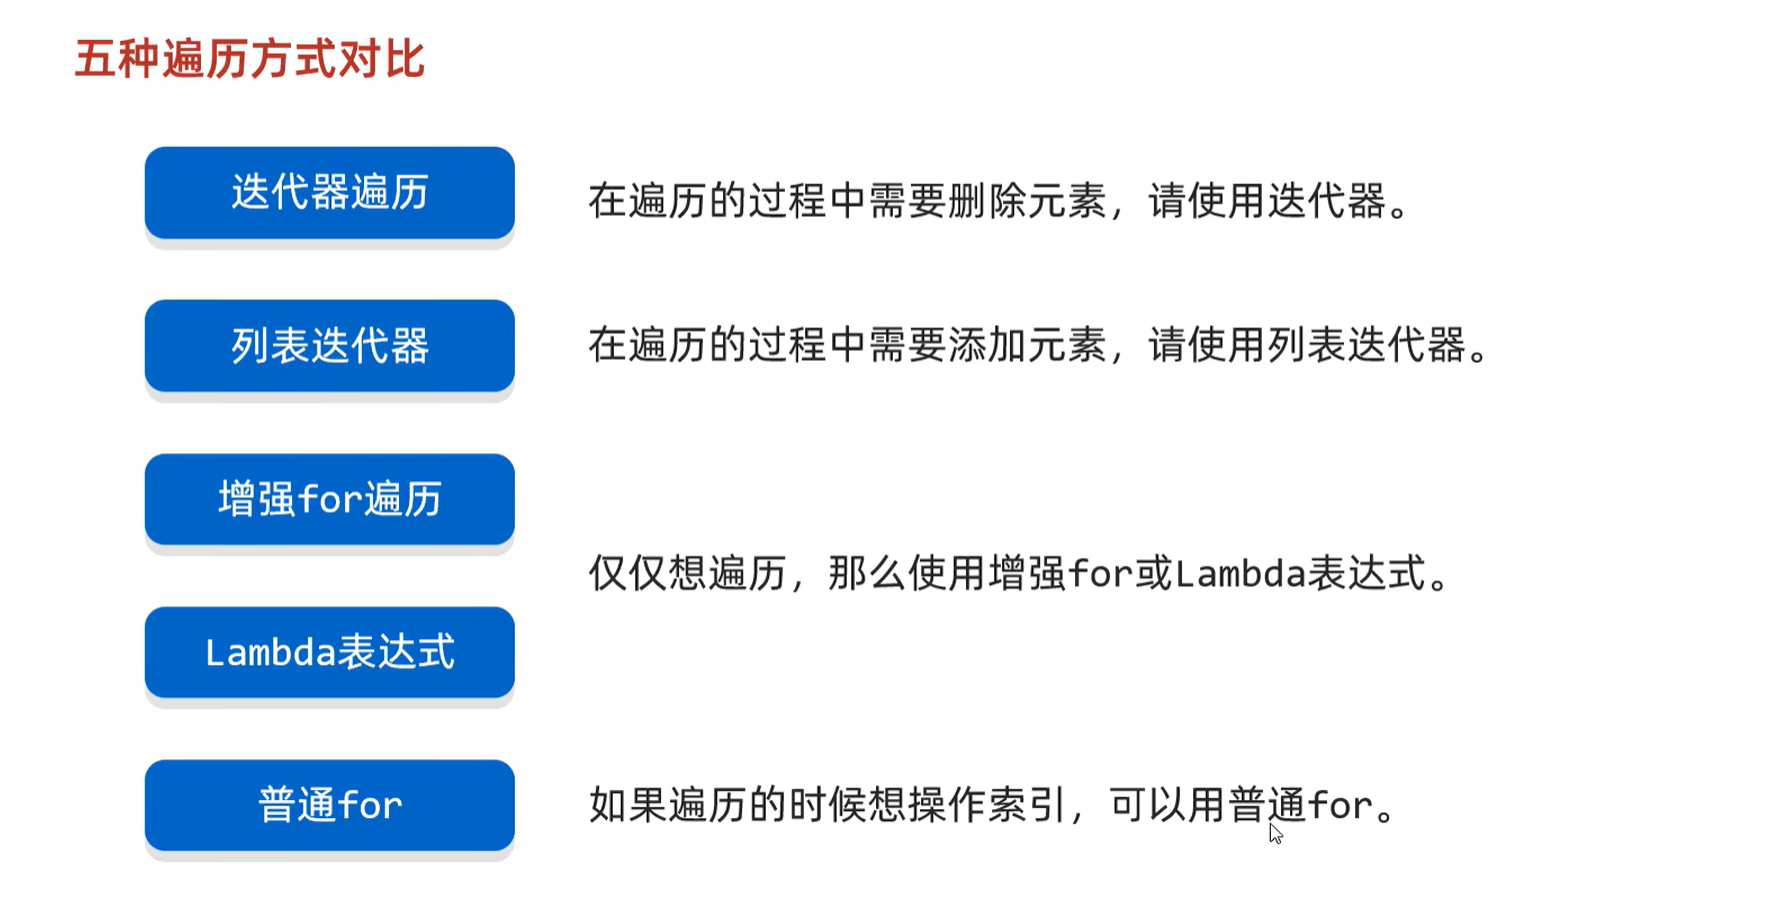 五种遍历方式对比
迭代器遍历
在遍历的过程中需要删除元素，请使用迭代器。
列表迭代器
在遍历的过程中需要添加元素，请使用列表迭代器。
增强for遍历
仅仅想遍历，那么使用增强for或Lambda表达式。
Lambda表达式
普通for
如果遍历的时候想操作索引，可以用普通for。